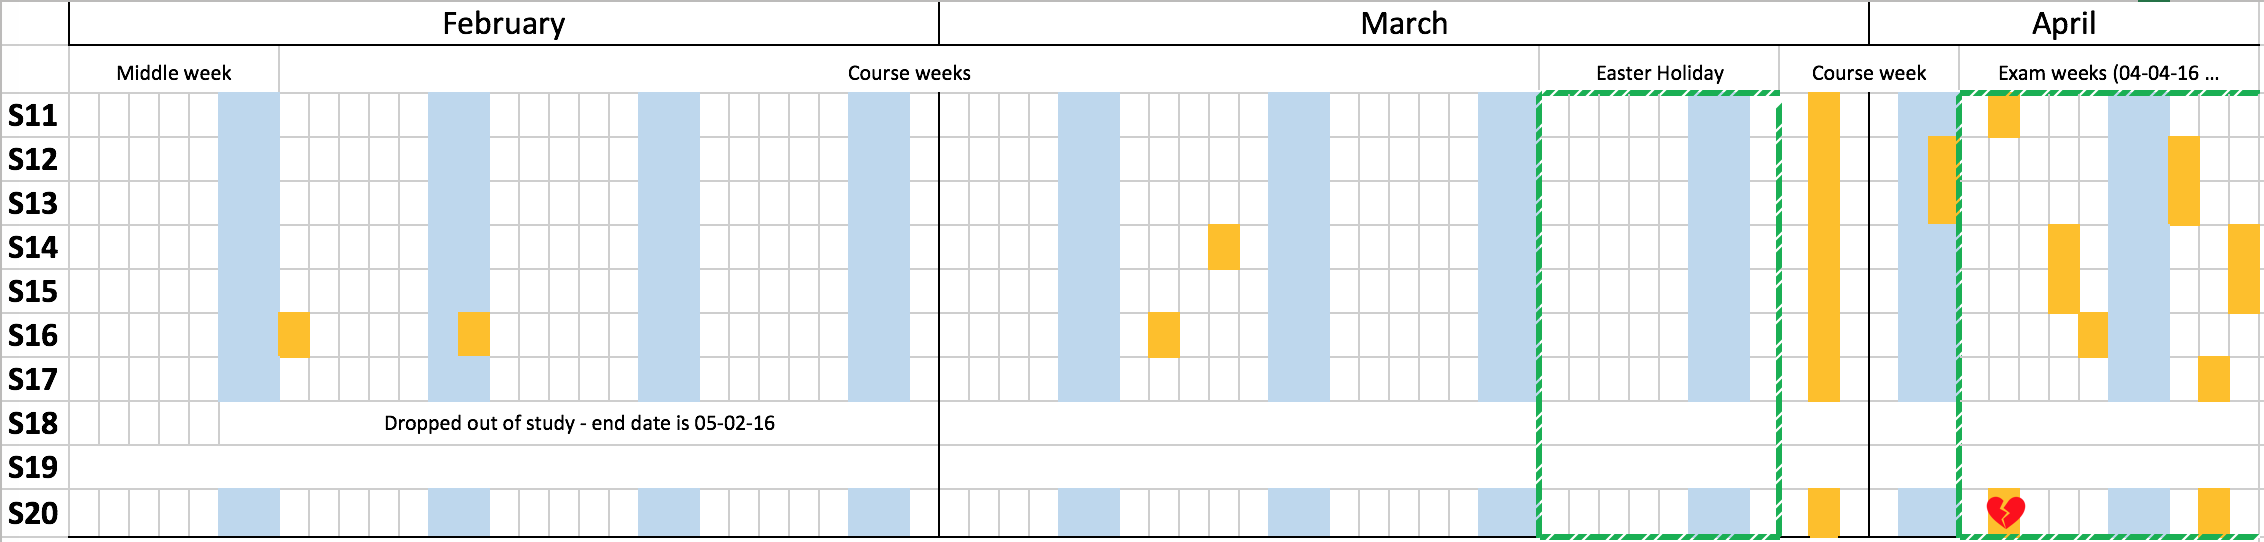 February March April
Middle week Course weeks Easter Holiday Course week Exam weeks (04-04-16 ...
S11
S12
S13
S14
S15
S16
S17
S18 Dropped out of study - end date is 05-02-16
S19
S20